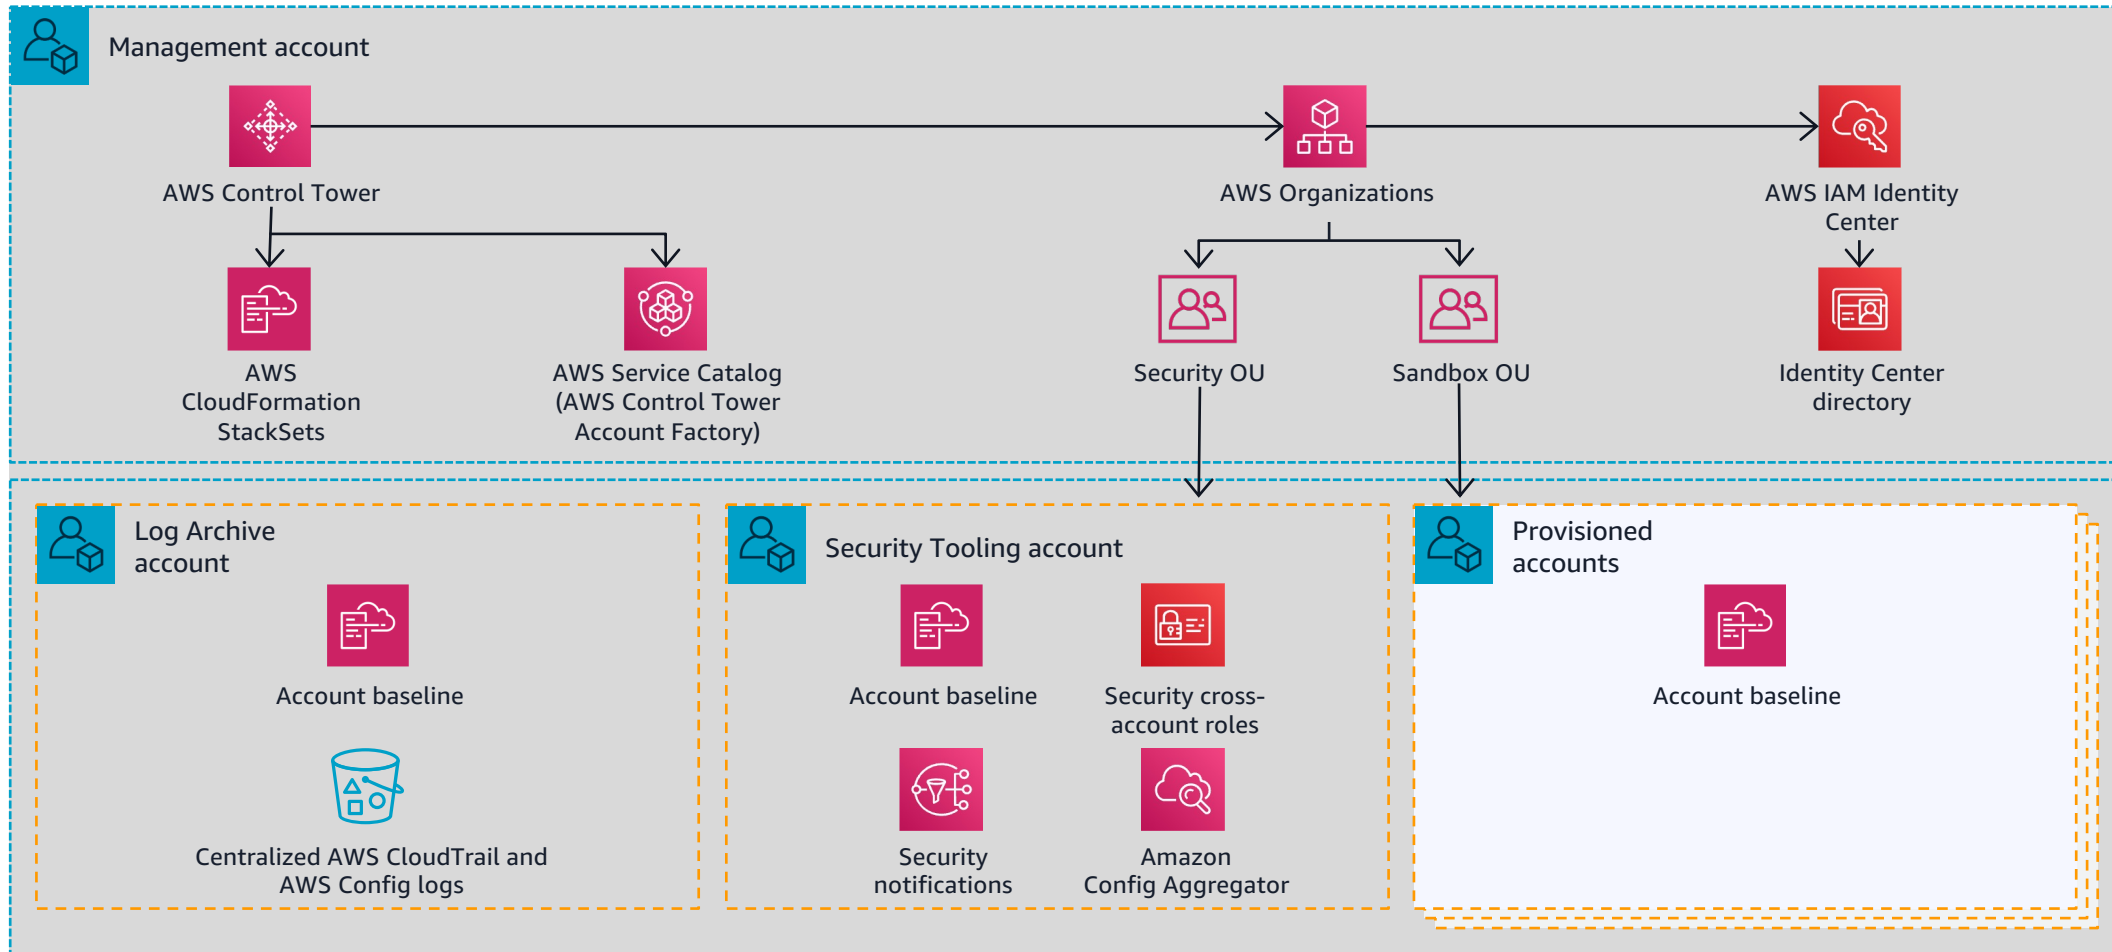 Management account
AWS Control Tower
AWS Organizations
AWS IAM Identity
Center
AWS
CloudFormation
StackSets
AWS Service Catalog
(AWS Control Tower
Account Factory)
Security OU
Sandbox OU
Identity Center
directory
Log Archive
account
Account baseline
Centralized AWS CloudTrail and
AWS Config logs
Security Tooling account
Account baseline
Security cross-
account roles
Security
notifications
Amazon
Config Aggregator
Provisioned
accounts
Account baseline